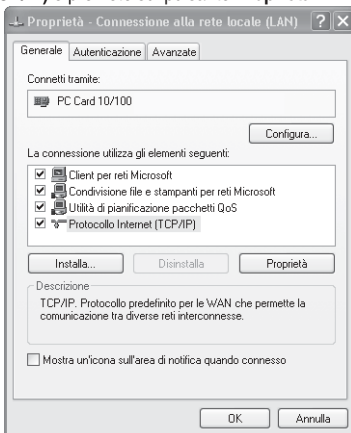 Proprietà - Connessione alla rete locale (LAN)
Generale Autenticazione Avanzate
Connetti tramite:
PC Card 10/100
Configura...
La connessione utilizza gli elementi seguenti:
Client per reti Microsoft
Condivisione file e stampanti per reti Microsoft
Utilità di pianificazione pacchetti QoS
Protocollo Internet (TCP/IP)
Installa... Disinstalla Proprietà
Descrizione
TCP/IP. Protocollo predefinito per le WAN che permette la
comunicazione tra diverse reti interconnesse.
Mostra un'icona sull'area di notifica quando connesso
OK Annulla